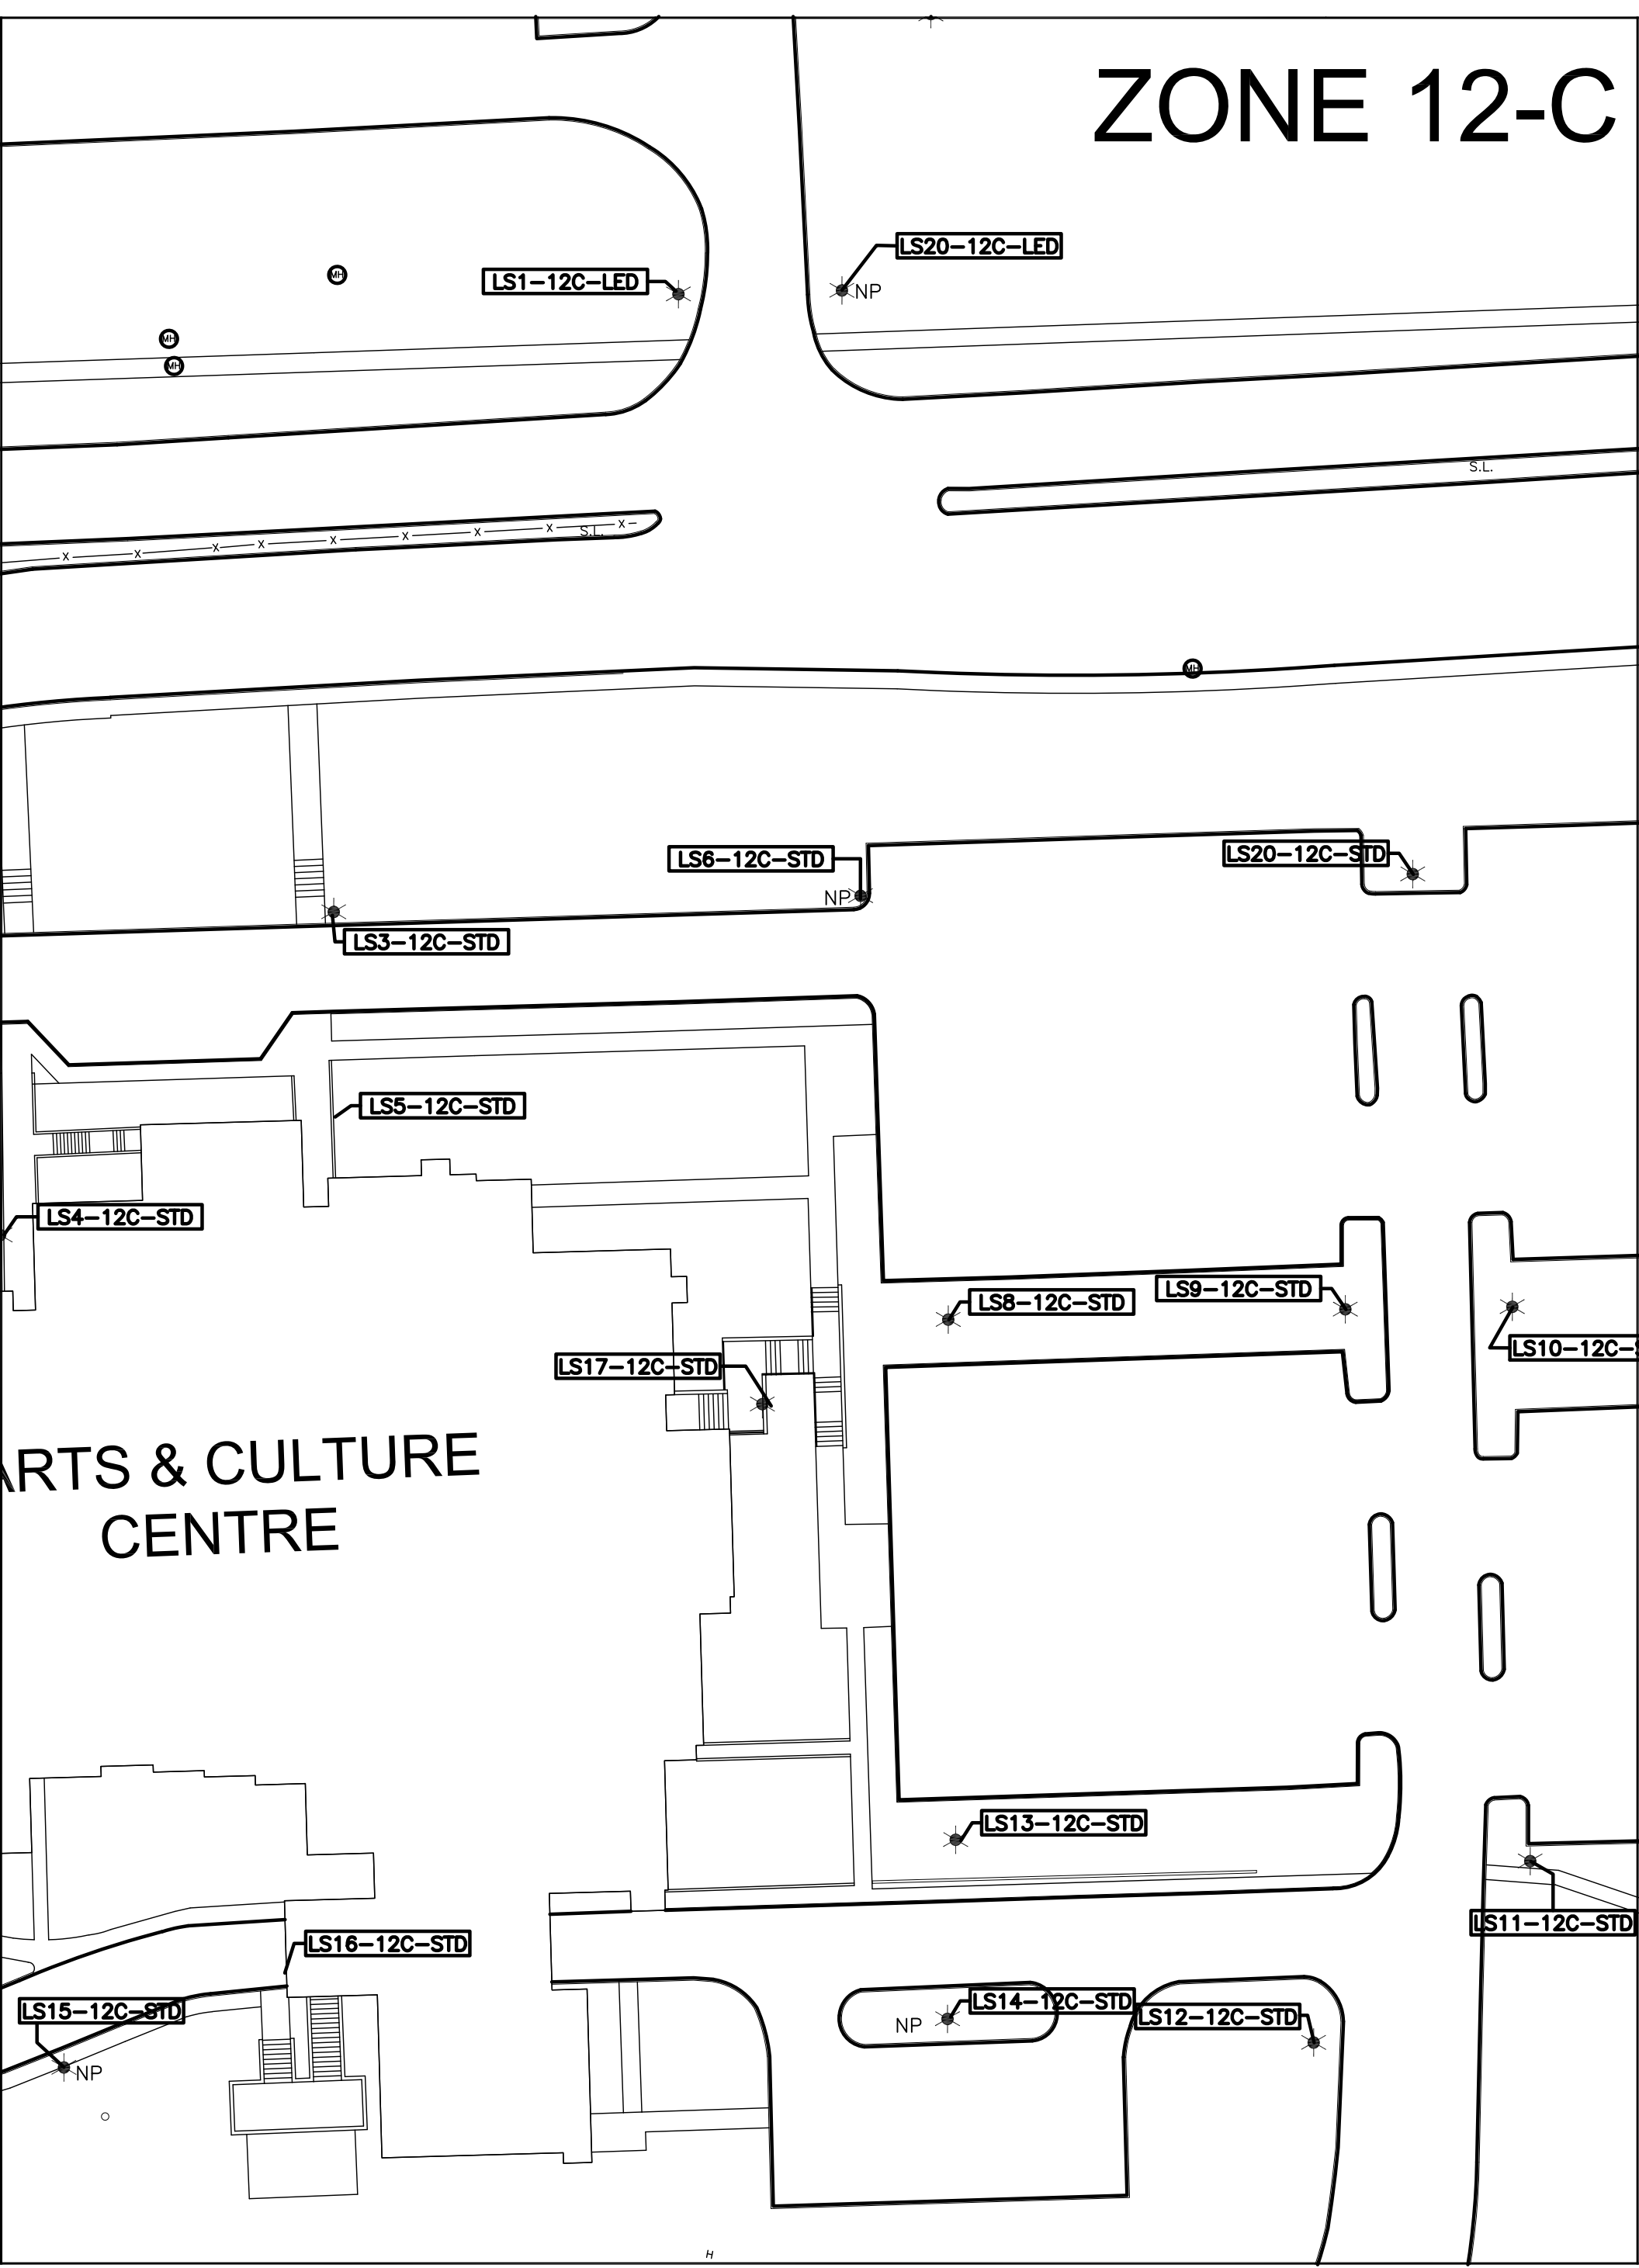 ZONE 12-C
LS20-12C-LED
LS1-12C-LED
MH
NP
MH
MH
S.L.
X X X X X X X S.L. X
MH
LS6-12C-STD
LS20-12C-STD
NP
LS3-12C-STD
LS5-12C-STD
LS4-12C-STD
LS9-12C-STD
LS8-12C-STD
LS10-12C-
LS17-12C-STD
ARTS & CULTURE
CENTRE
LS13-12C-STD
LS11-12C-STD
LS16-12C-STD
LS15-12C-STD
LS14-12C-STD
LS12-12C-STD
NP
NP
H